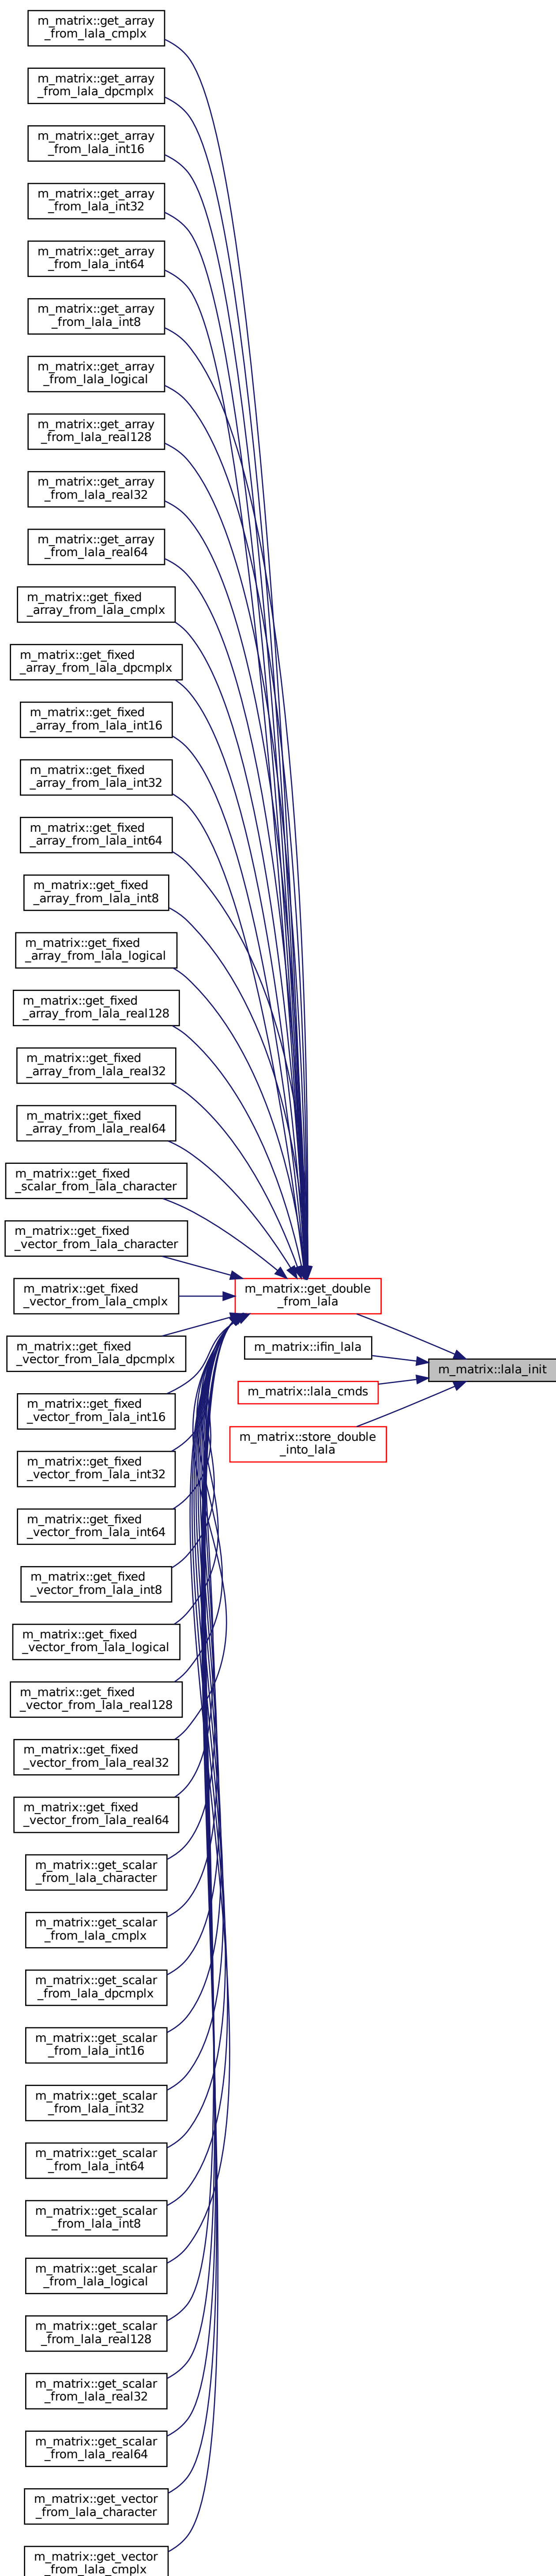 m_matrix::get_array
_from_lala_cmplx
m_matrix::get_array
_from_lala_dpcmplx
m_matrix::get_array
_from_lala_int16
m_matrix::get_array
_from_lala_int32
m_matrix::get_array
_from_lala_int64
m_matrix::get_array
_from_lala_int8
m_matrix::get_array
_from_lala_logical
m_matrix::get_array
_from_lala_real128
m_matrix::get_array
_from_lala_real32
m_matrix::get_array
_from_lala_real64
m_matrix::get_fixed
_array_from_lala_cmplx
m_matrix::get_fixed
_array_from_lala_dpcmplx
m_matrix::get_fixed
_array_from_lala_int16
m_matrix::get_fixed
_array_from_lala_int32
m_matrix::get_fixed
_array_from_lala_int64
m_matrix::get_fixed
_array_from_lala_int8
m_matrix::get_fixed
_array_from_lala_logical
m_matrix::get_fixed
_array_from_lala_real128
m_matrix::get_fixed
_array_from_lala_real32
m_matrix::get_fixed
_array_from_lala_real64
m_matrix::get_fixed
_scalar_from_lala_character
m_matrix::get_fixed
_vector_from_lala_character
m_matrix::get_fixed
_vector_from_lala_cmplx
m_matrix::get_double
_from_lala
m_matrix::get_fixed
_vector_from_lala_dpcmplx
m_matrix::ifin_lala
m_matrix::lala_init
m_matrix::get_fixed
_vector_from_lala_int16
m_matrix::lala_cmds
m_matrix::store_double
_into_lala
m_matrix::get_fixed
_vector_from_lala_int32
m_matrix::get_fixed
_vector_from_lala_int64
m_matrix::get_fixed
_vector_from_lala_int8
m_matrix::get_fixed
_vector_from_lala_logical
m_matrix::get_fixed
_vector_from_lala_real128
m_matrix::get_fixed
_vector_from_lala_real32
m_matrix::get_fixed
_vector_from_lala_real64
m_matrix::get_scalar
_from_lala_character
m_matrix::get_scalar
_from_lala_cmplx
m_matrix::get_scalar
_from_lala_dpcmplx
m_matrix::get_scalar
_from_lala_int16
m_matrix::get_scalar
_from_lala_int32
m_matrix::get_scalar
_from_lala_int64
m_matrix::get_scalar
_from_lala_int8
m_matrix::get_scalar
_from_lala_logical
m_matrix::get_scalar
_from_lala_real128
m_matrix::get_scalar
_from_lala_real32
m_matrix::get_scalar
_from_lala_real64
m_matrix::get_vector
_from_lala_character
m_matrix::get_vector
_from_lala_cmplx